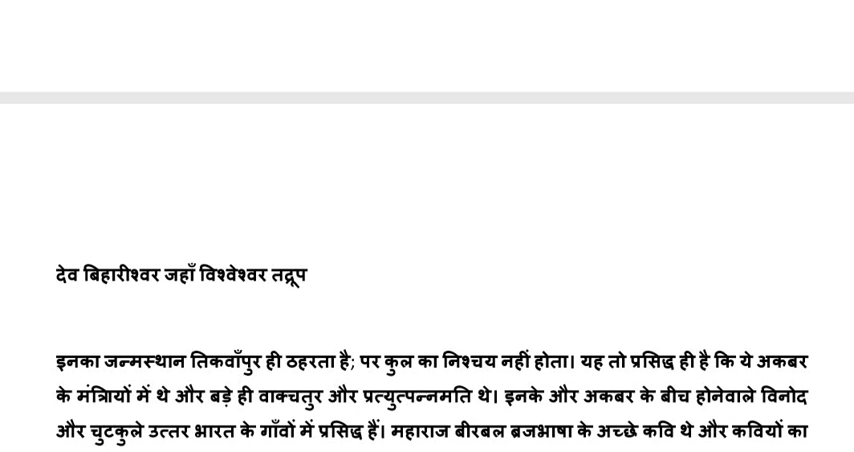 देव बिहारीश्वर जहाँ विश्वेश्वर तद्रूप
इनका जन्मस्थान तिकवाँपुर ही ठहरता है; पर कुल का निश्चय नहीं होता। यह तो प्रसिद्ध ही है कि ये अकबर
के मंत्रिायों में थे और बड़े ही वाक्चतुर और प्रत्युत्पन्नमति थे। इनके और अकबर के बीच होनेवाले विनोद
और चुटकुले उत्तर भारत के गाँवों में प्रसिद्ध हैं। महाराज बीरबल ब्रजभाषा के अच्छे कवि थे और कवियों का